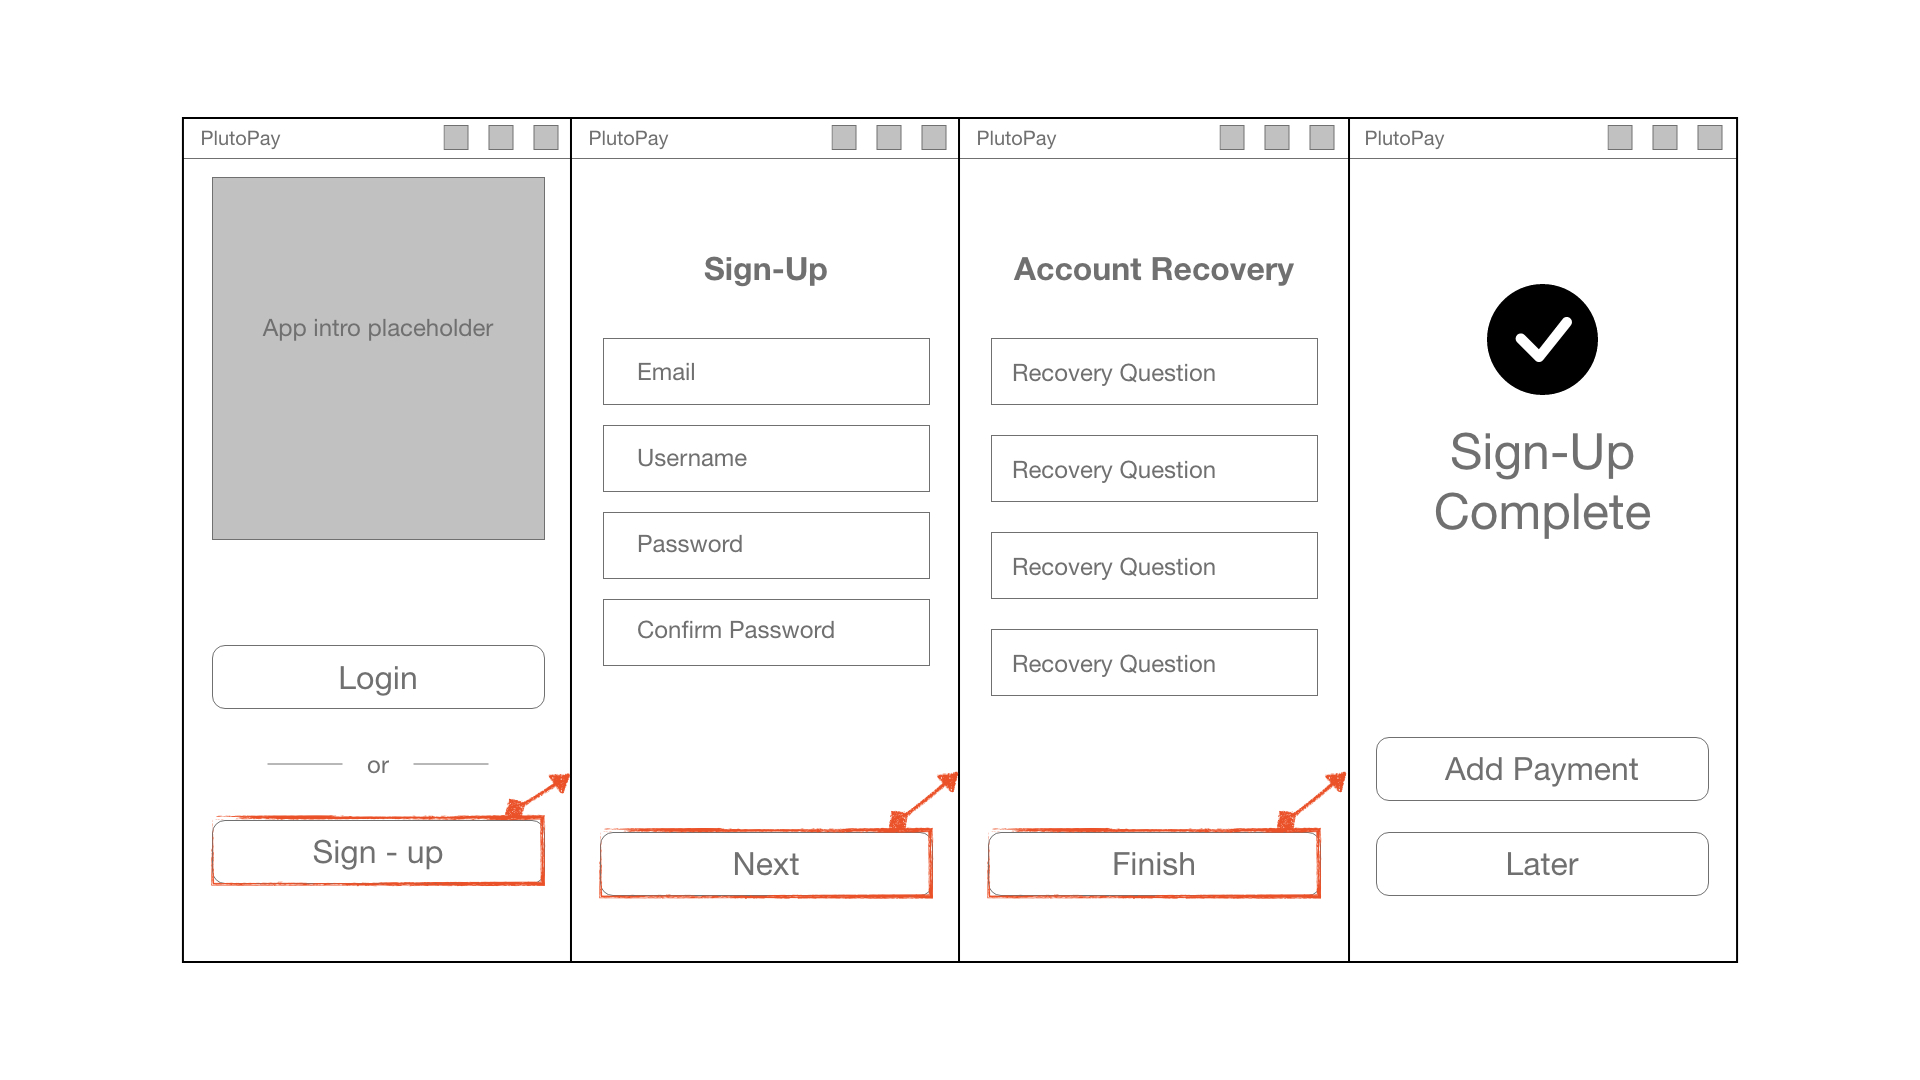 PlutoPay
App intro placeholder
Login
or
Sign - up
PlutoPay
Sign-Up
Email
Username
Password
Confirm Password
Next
PlutoPay
Account Recovery
Recovery Question
Recovery Question
Recovery Question
Recovery Question
Finish
PlutoPay
Sign-Up
Complete
Add Payment
Later